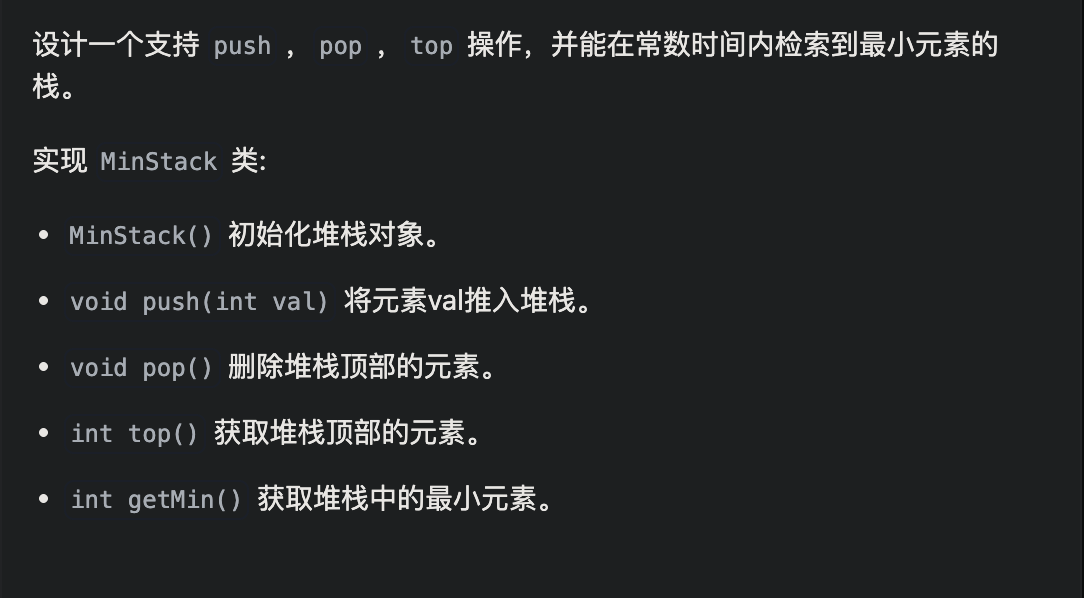 设计一个支持 push ， pop ， top 操作，并能在常数时间内检索到最小元素的
栈。
实现 MinStack 类:
• MinStack() 初始化堆栈对象。
• void push(int val) 将元素val推入堆栈。
• void pop() 删除堆栈顶部的元素。
• int top() 获取堆栈顶部的元素。
• int getMin() 获取堆栈中的最小元素。